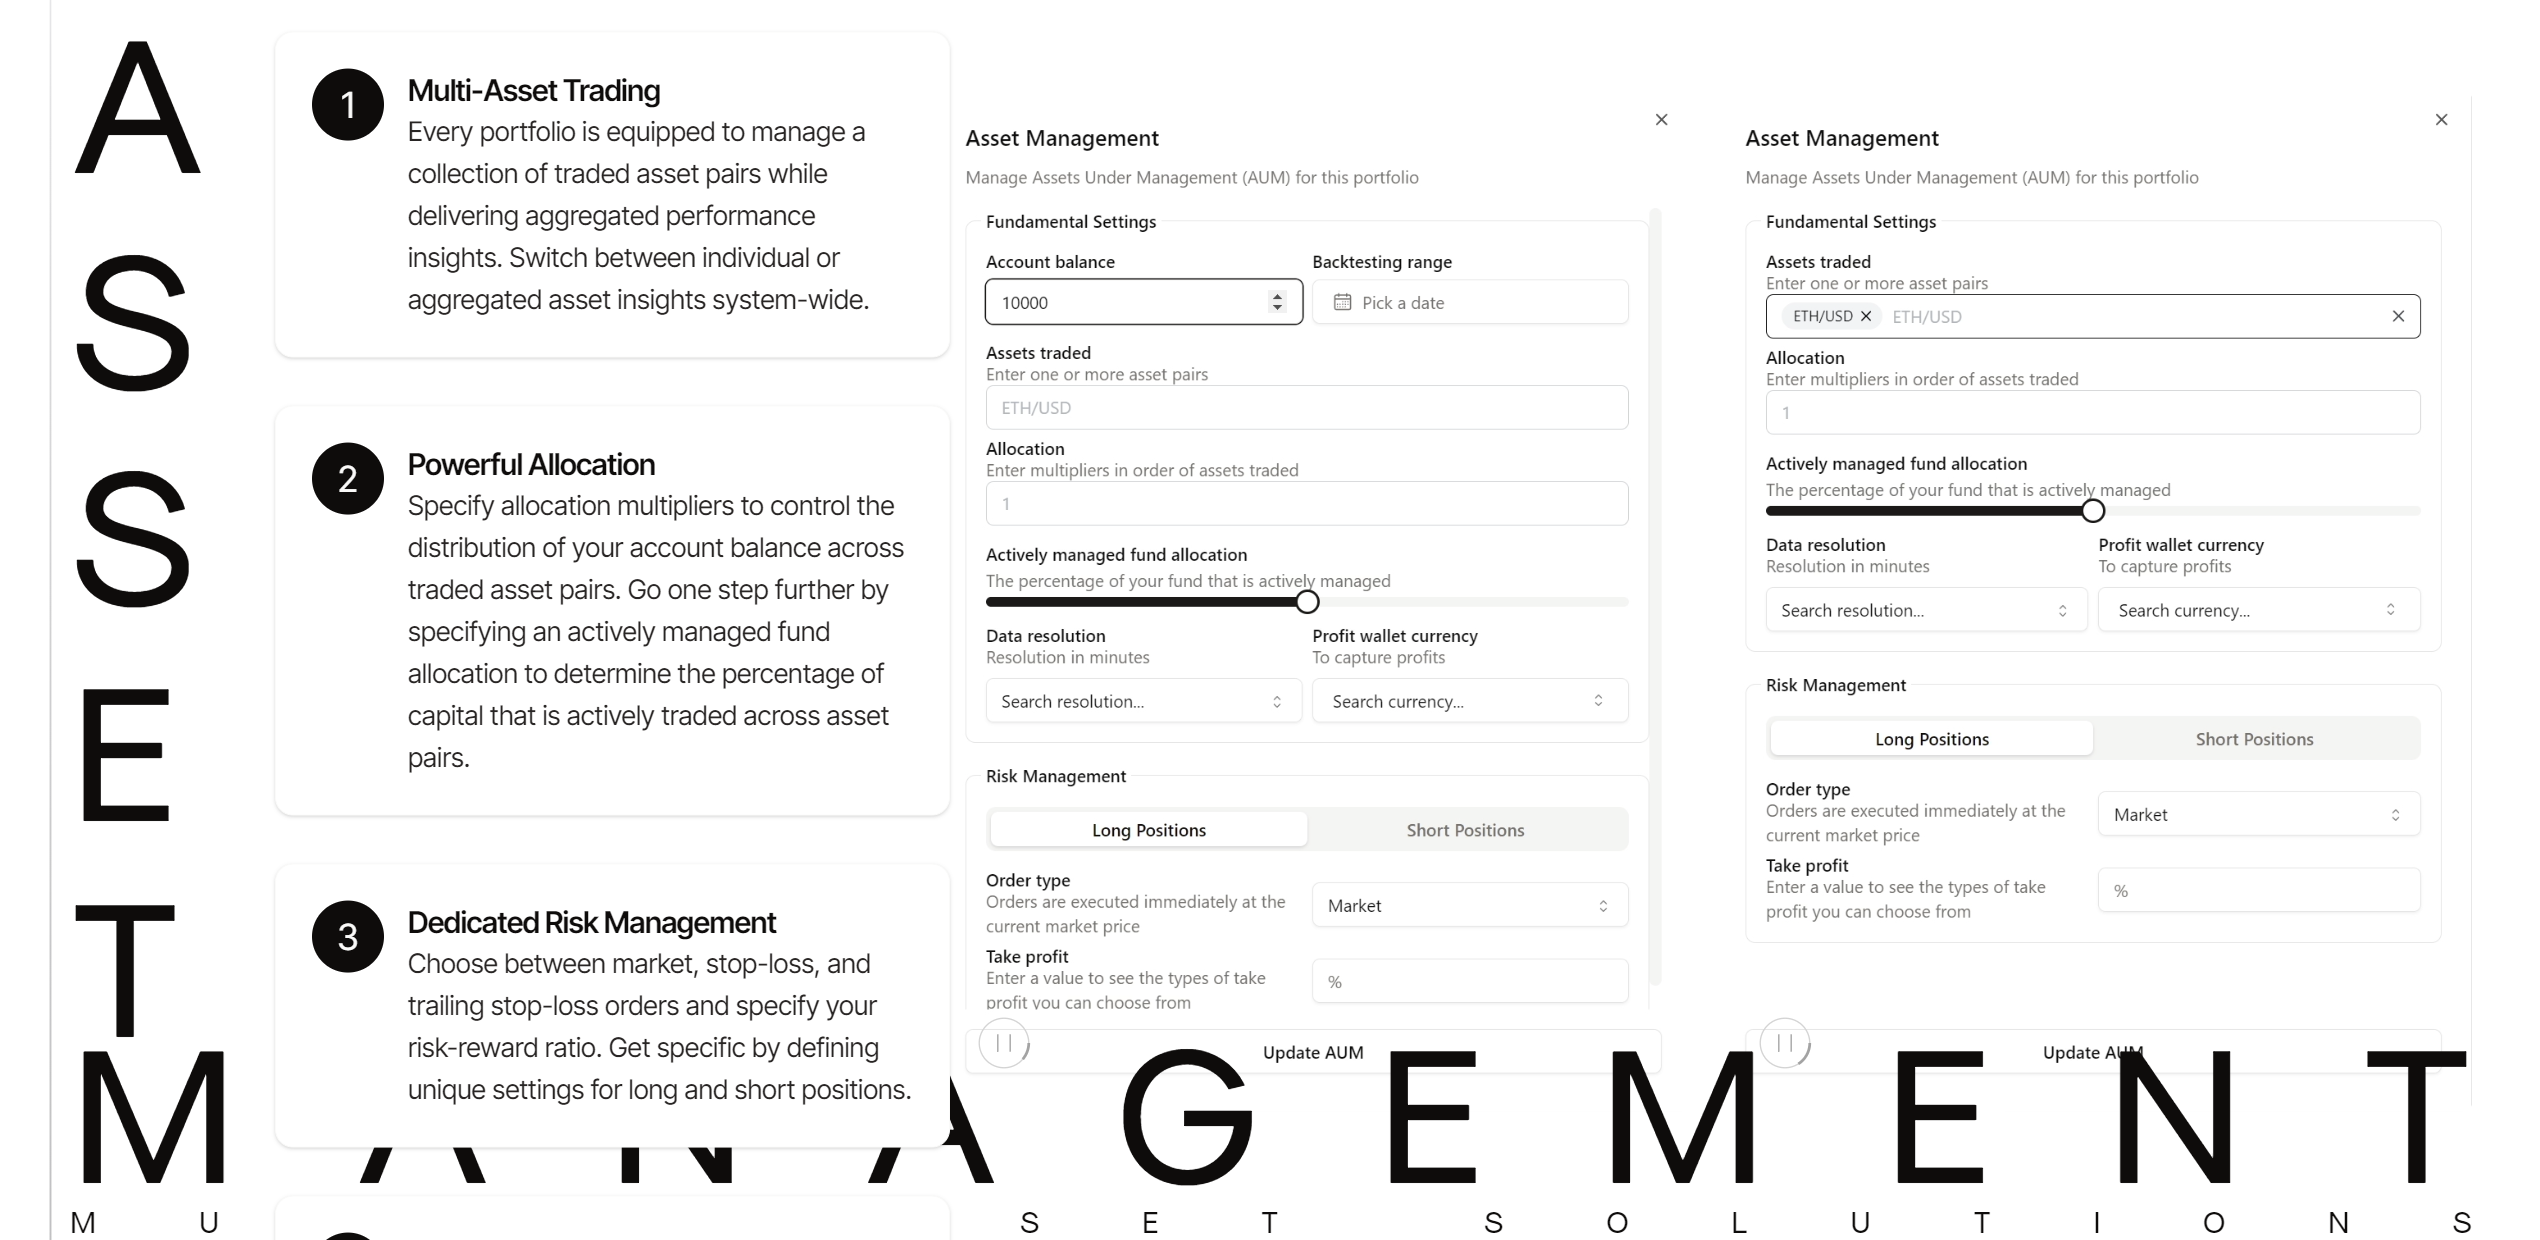 ASSET
1
Multi-Asset Trading
Every portfolio is equipped to manage a
collection of traded asset pairs while
delivering aggregated performance
insights. Switch between individual or
aggregated asset insights system-wide.
2
Powerful Allocation
Specify allocation multipliers to control the
distribution of your account balance across
traded asset pairs. Go one step further by
specifying an actively managed fund
allocation to determine the percentage of
capital that is actively traded across asset
pairs.
3
Dedicated Risk Management
Choose between market, stop-loss, and
trailing stop-loss orders and specify your
risk-reward ratio. Get specific by defining
unique settings for long and short positions.
Asset Management
Manage Assets Under Management (AUM) for this portfolio
Fundamental Settings
Account balance
10000
Backtesting range
Pick a date
Assets traded
Enter one or more asset pairs
ETH/USD
Allocation
Enter multipliers in order of assets traded
1
Actively managed fund allocation
The percentage of your fund that is actively managed
Data resolution
Resolution in minutes
Search resolution...
Profit wallet currency
To capture profits
Search currency...
Risk Management
Long Positions
Short Positions
Order type
Orders are executed immediately at the
current market price
Market
Take profit
Enter a value to see the types of take
profit you can choose from
%
Update AUM
Asset Management
Manage Assets Under Management (AUM) for this portfolio
Fundamental Settings
Assets traded
Enter one or more asset pairs
ETH/USD ETH/USD
Allocation
Enter multipliers in order of assets traded
1
Actively managed fund allocation
The percentage of your fund that is actively managed
Data resolution
Resolution in minutes
Search resolution...
Profit wallet currency
To capture profits
Search currency...
Risk Management
Long Positions
Short Positions
Order type
Orders are executed immediately at the
current market price
Market
Take profit
Enter a value to see the types of take
profit you can choose from
%
Update AUM
MANAGEMENT
M U S E T S O L U T I O N S